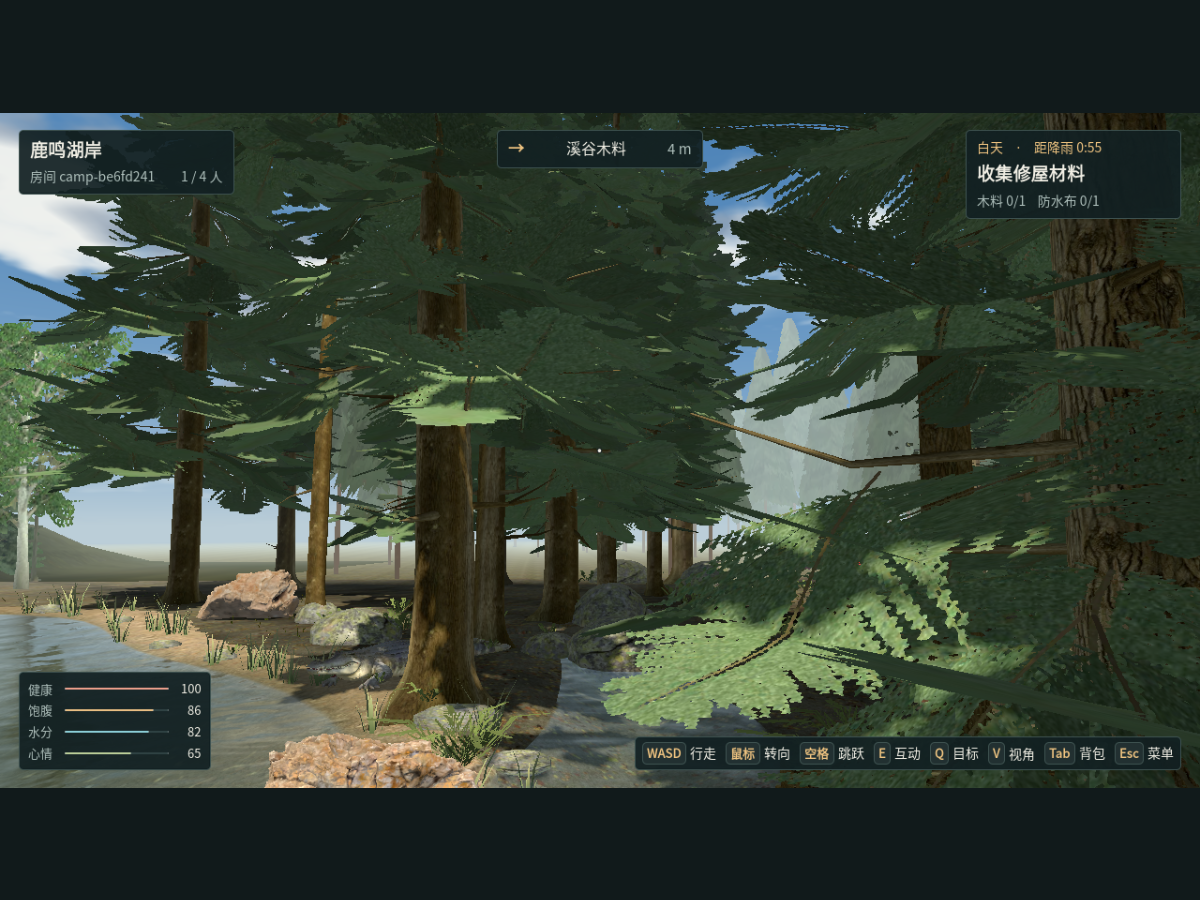 鹿鸣湖岸
房间 camp-be6fd241 1 / 4 人
→ 溪谷木料 4 m
白天 · 距降雨 0:55
收集修屋材料
木料 0/1 防水布 0/1
健康 100
饱腹 86
水分 82
心情 65
WASD 行走 鼠标 转向 空格 跳跃 E 互动 Q 目标 V 视角 Tab 背包 Esc 菜单